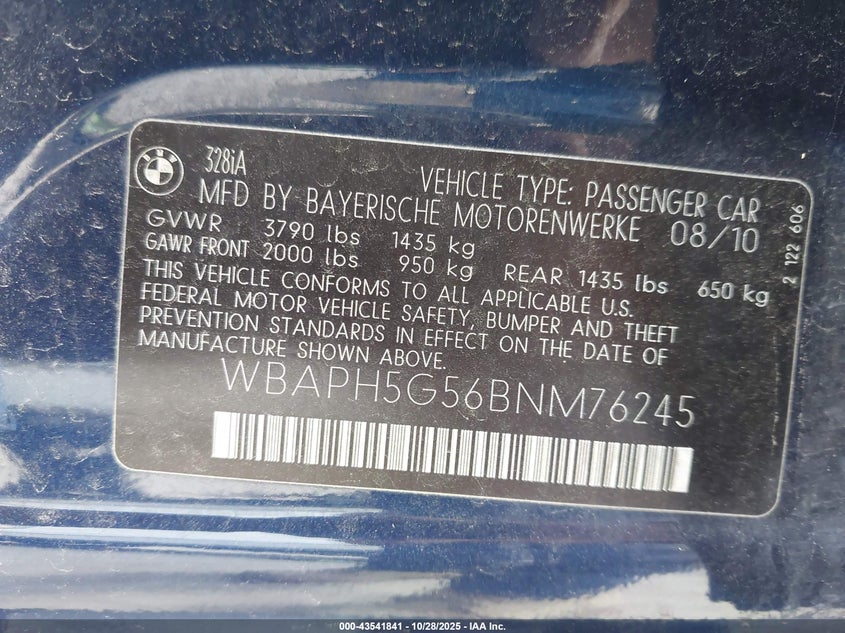 BMW
328iA
VEHICLE TYPE: PASSENGER CAR
MFD BY BAYERISCHE MOTORENWERKE 08/10
GVWR 3790 lbs 1435 kg
GAWR FRONT 2000 lbs 950 kg REAR 1435 lbs 650 kg
THIS VEHICLE CONFORMS TO ALL APPLICABLE U.S.
FEDERAL MOTOR VEHICLE SAFETY, BUMPER AND THEFT
PREVENTION STANDARDS IN EFFECT ON THE DATE OF
MANUFACTURE SHOWN ABOVE.
WBAPH5G56BNM76245
2 122 606
000-43541841 | 10/28/2025 - IAA Inc.